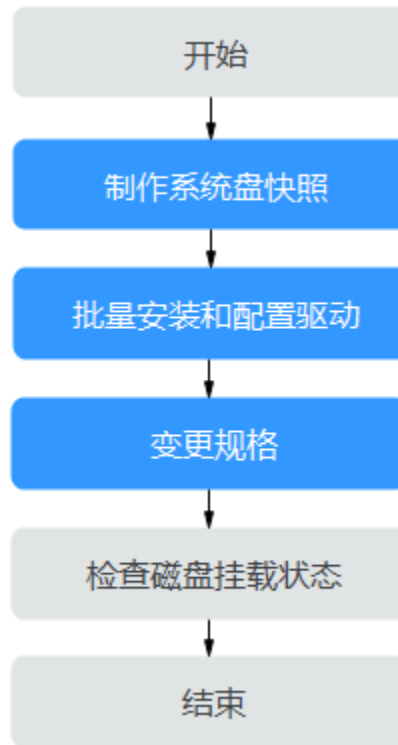 开始
制作系统盘快照
批量安装和配置驱动
变更规格
检查磁盘挂载状态
结束